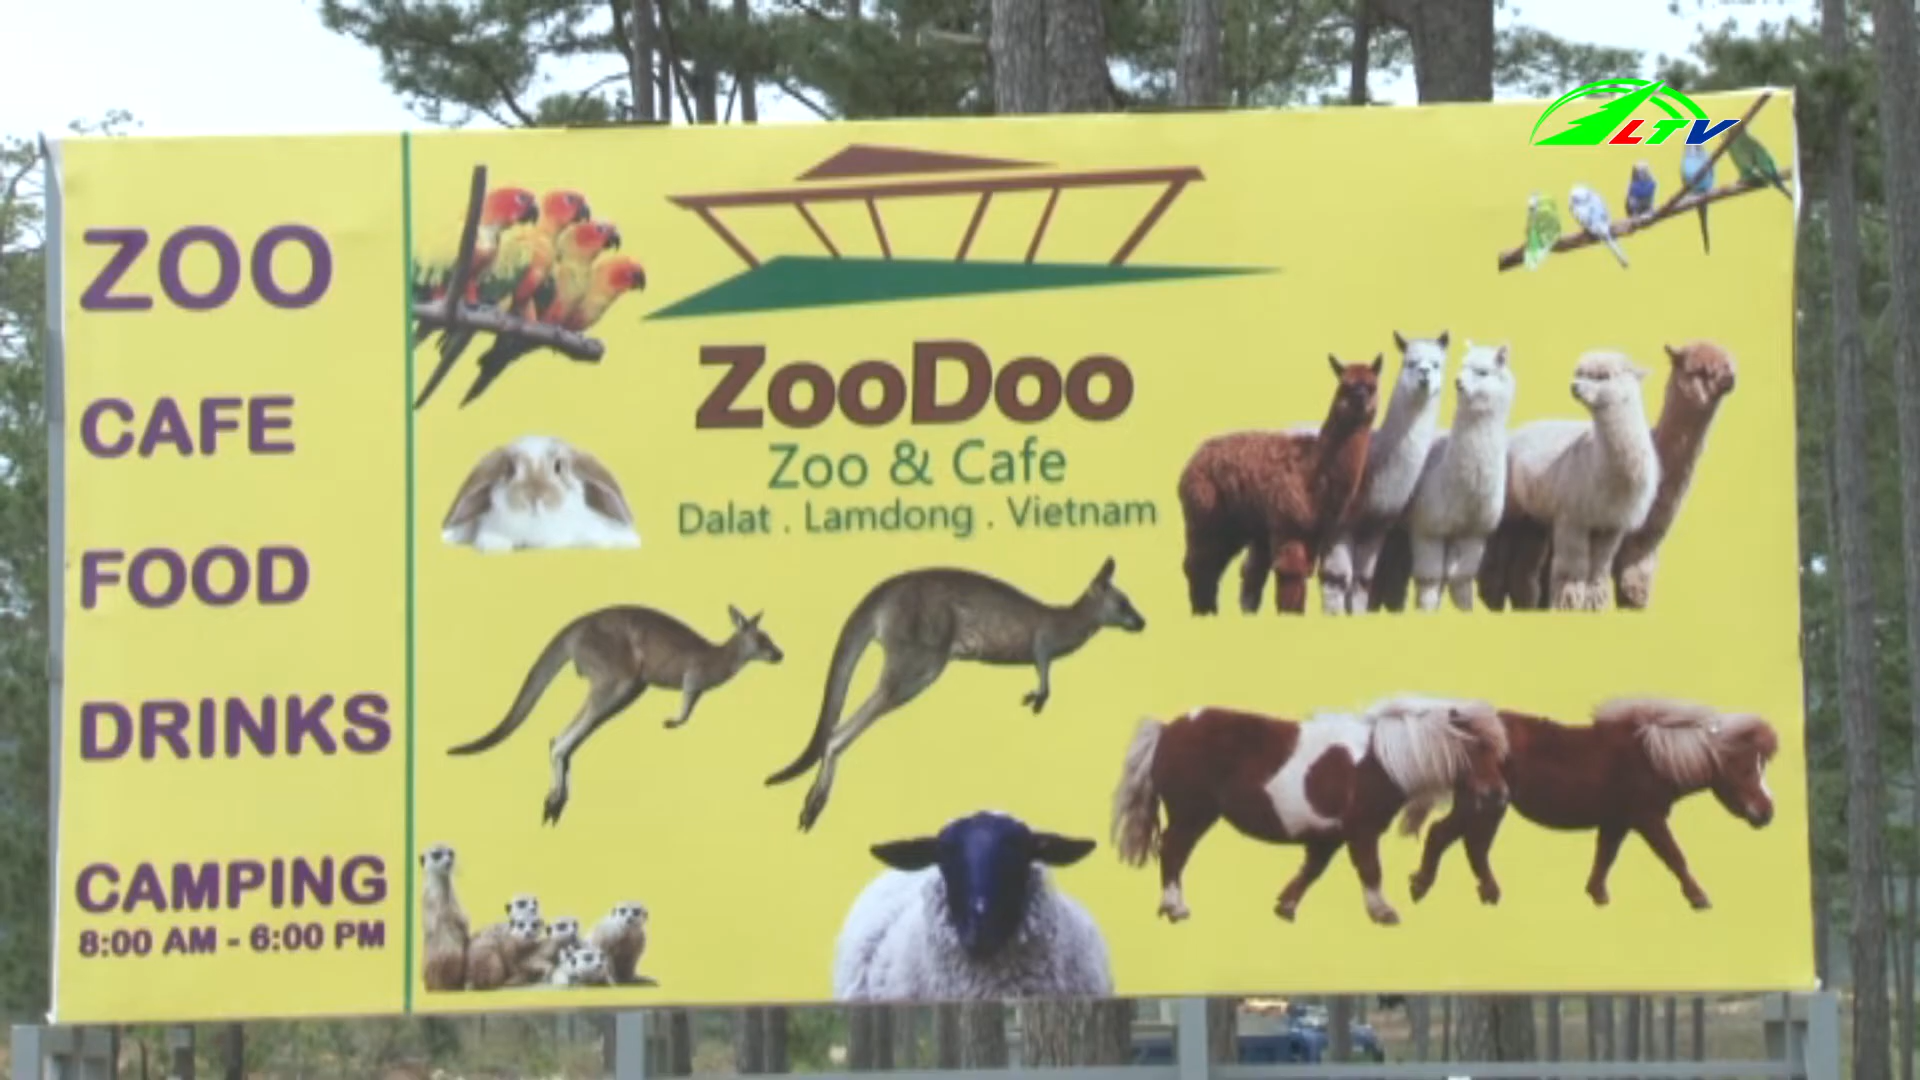 LTV
ZOO
CAFE
FOOD
DRINKS
CAMPING
8:00 AM - 6:00 PM
ZooDoo
Zoo & Cafe
Dalat . Lamdong . Vietnam